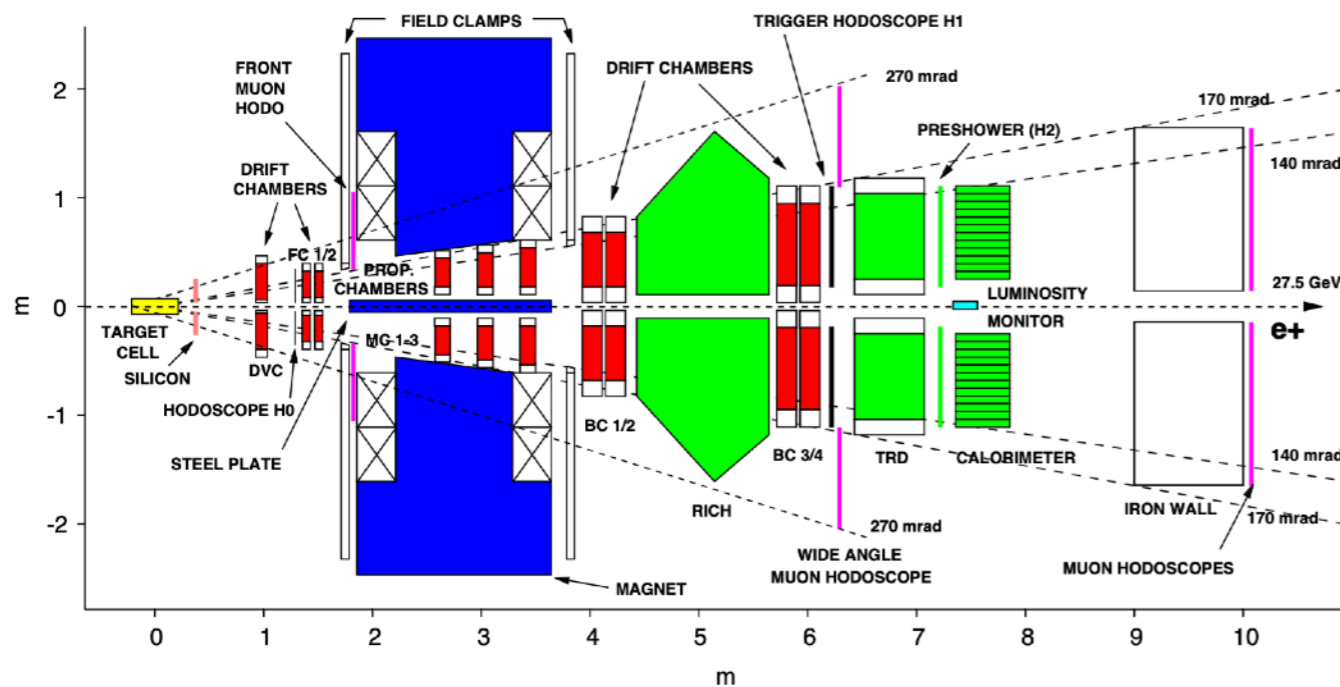 FIELD CLAMPS
TRIGGER HODOSCOPE H1
FRONT
MUON
HODO
DRIFT CHAMBERS
270 mrad
170 mrad
PRESHOWER (H2)
140 mrad
DRIFT
CHAMBERS
FC 1/2
PROP.
CHAMBERS
m
2
1
0
-1
-2
27.5 GeV
LUMINOSITY
MONITOR
e+
TARGET
CELL
SILICON
DVC
MC 1-3
HODOSCOPE H0
STEEL PLATE
BC 1/2
BC 3/4
TRD
CALORIMETER
140 mrad
RICH
IRON WALL
170 mrad
270 mrad
WIDE ANGLE
MUON HODOSCOPE
MUON HODOSCOPES
MAGNET
0 1 2 3 4 5 6 7 8 9 10
m